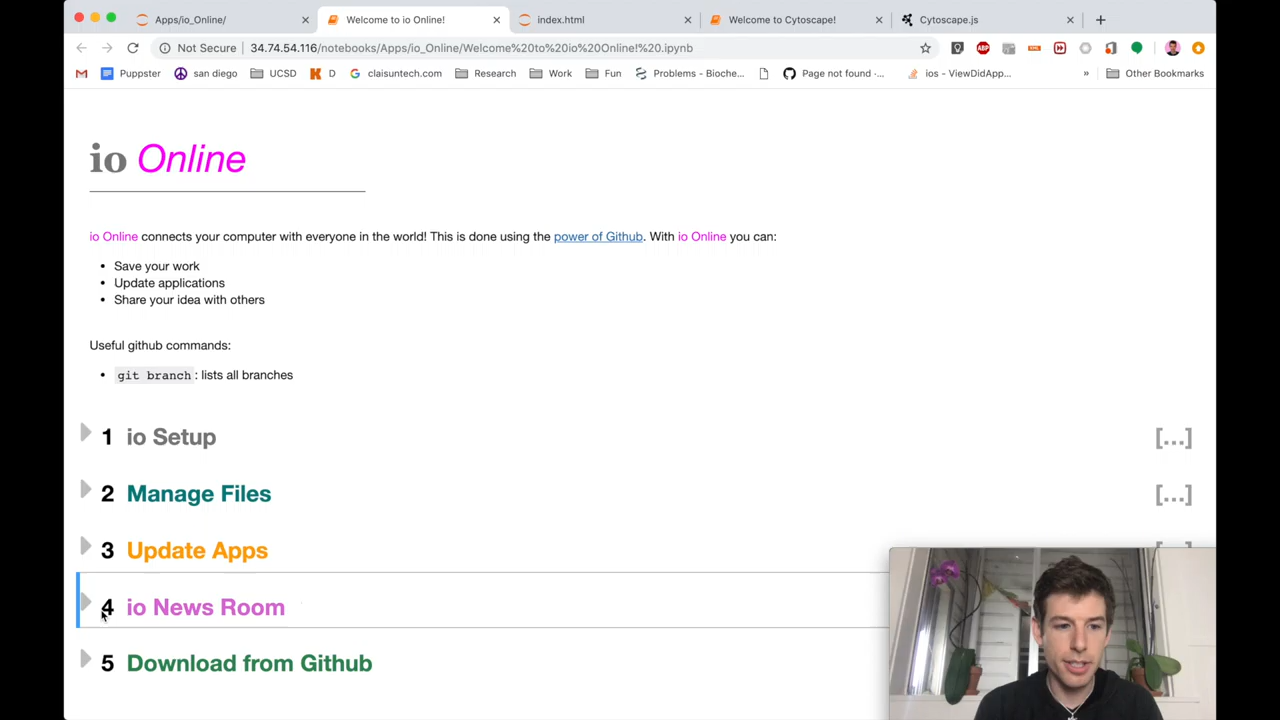 Apps/io_Online/
Welcome to io Online!
index.html
Welcome to Cytoscape!
Cytoscape.js
Not Secure
34.74.54.116/notebooks/Apps/io_Online/Welcome%20to%20io%20Online!%20.ipynb
ABP
Puppster
san diego
UCSD
D
claisuntech.com
Research
Work
Fun
Problems - Bioche...
Page not found ·...
ios - ViewDidApp...
»
Other Bookmarks
io Online
io Online connects your computer with everyone in the world! This is done using the power of Github. With io Online you can:
• Save your work
• Update applications
• Share your idea with others
Useful github commands:
• git branch : lists all branches
1 io Setup
[...]
2 Manage Files
[...]
3 Update Apps
4 io News Room
5 Download from Github